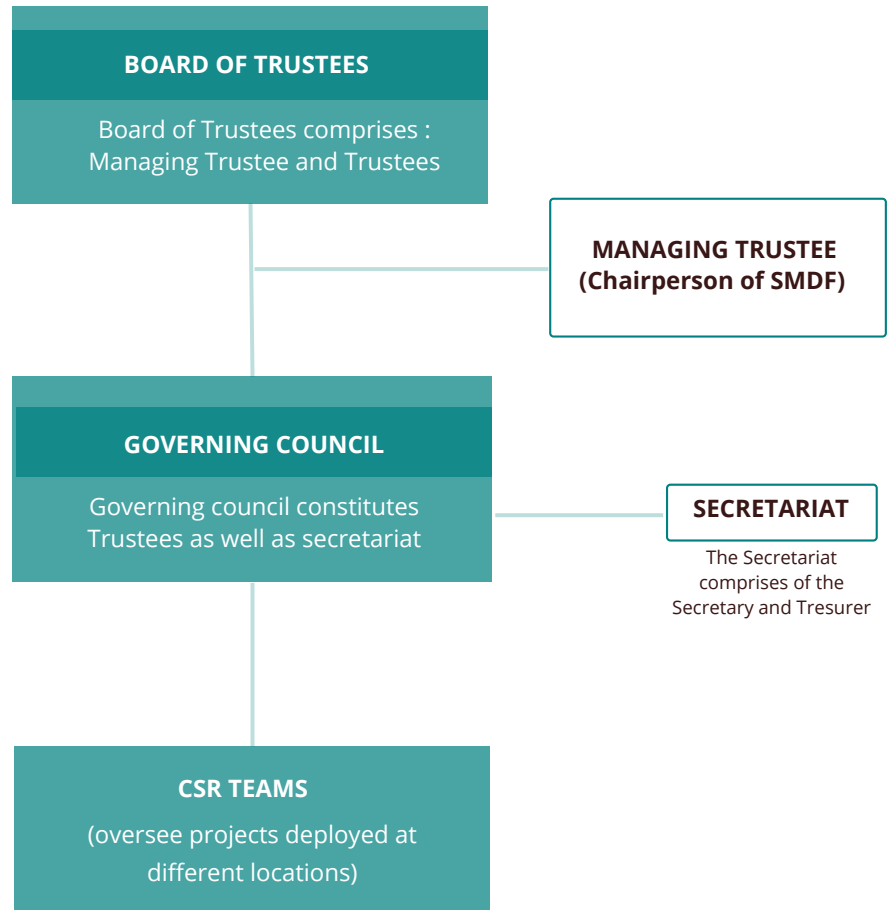 BOARD OF TRUSTEES
Board of Trustees comprises :
Managing Trustee and Trustees
MANAGING TRUSTEE
(Chairperson of SMDF)
GOVERNING COUNCIL
Governing council constitutes
Trustees as well as secretariat
SECRETARIAT
The Secretariat
comprises of the
Secretary and Tresurer
CSR TEAMS
(oversee projects deployed at
different locations)